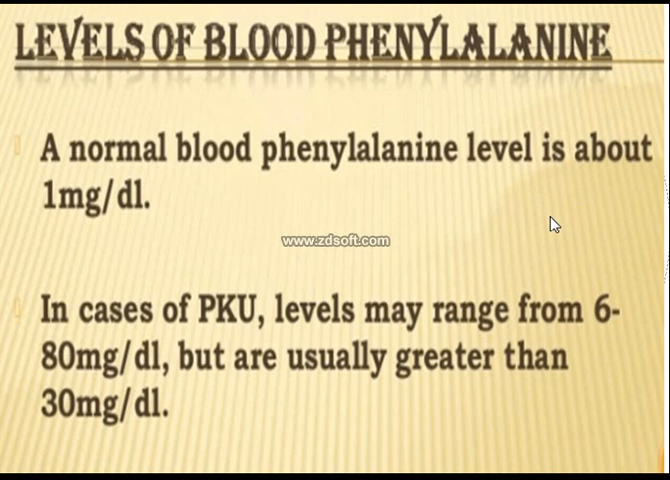 LEVELS OF BLOOD PHENYLALANINE
A normal blood phenylalanine level is about
1mg/dl.
www.zdsoft.com
In cases of PKU, levels may range from 6-
80mg/dl, but are usually greater than
30mg/dl.